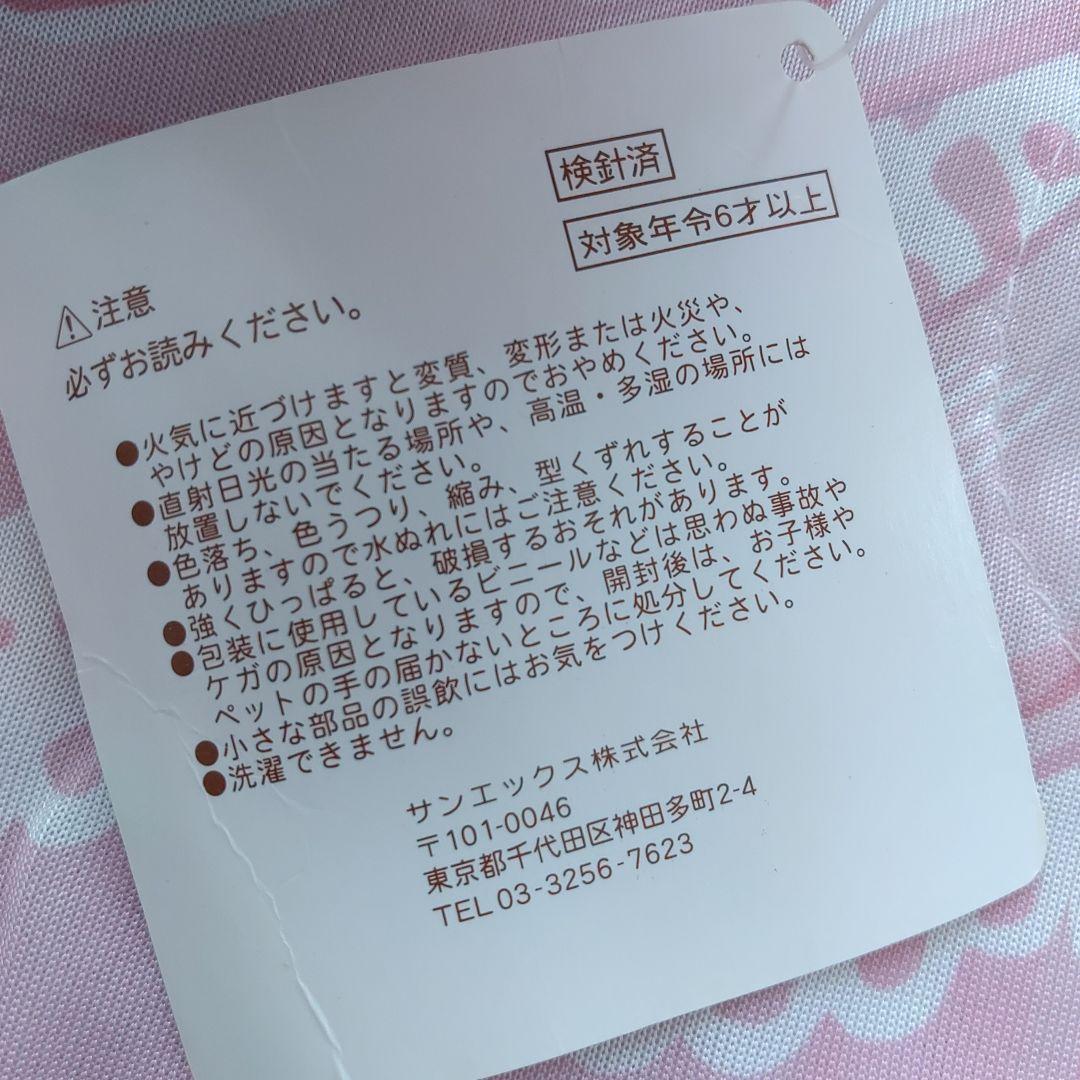 検針済
対象年令6才以上
注意
必ずお読みください。
●火気に近づけますと変質、変形または火災や、
やけどの原因となりますのでおやめください。
●直射日光の当たる場所や、高温・多湿の場所には
放置しないでください。
●色落ち、色うつり、縮み、型くずれすることが
ありますので水ぬれにはご注意ください。
●強くひっぱると、破損するおそれがあります。
●包装に使用しているビニールなどは思わぬ事故や
ケガの原因となりますので、開封後は、お子様や
ペットの手の届かないところに処分してください。
●小さな部品の誤飲にはお気をつけください。
●洗濯できません。
サンエックス株式会社
〒101-0046
東京都千代田区神田多町2-4
TEL 03-3256-7623